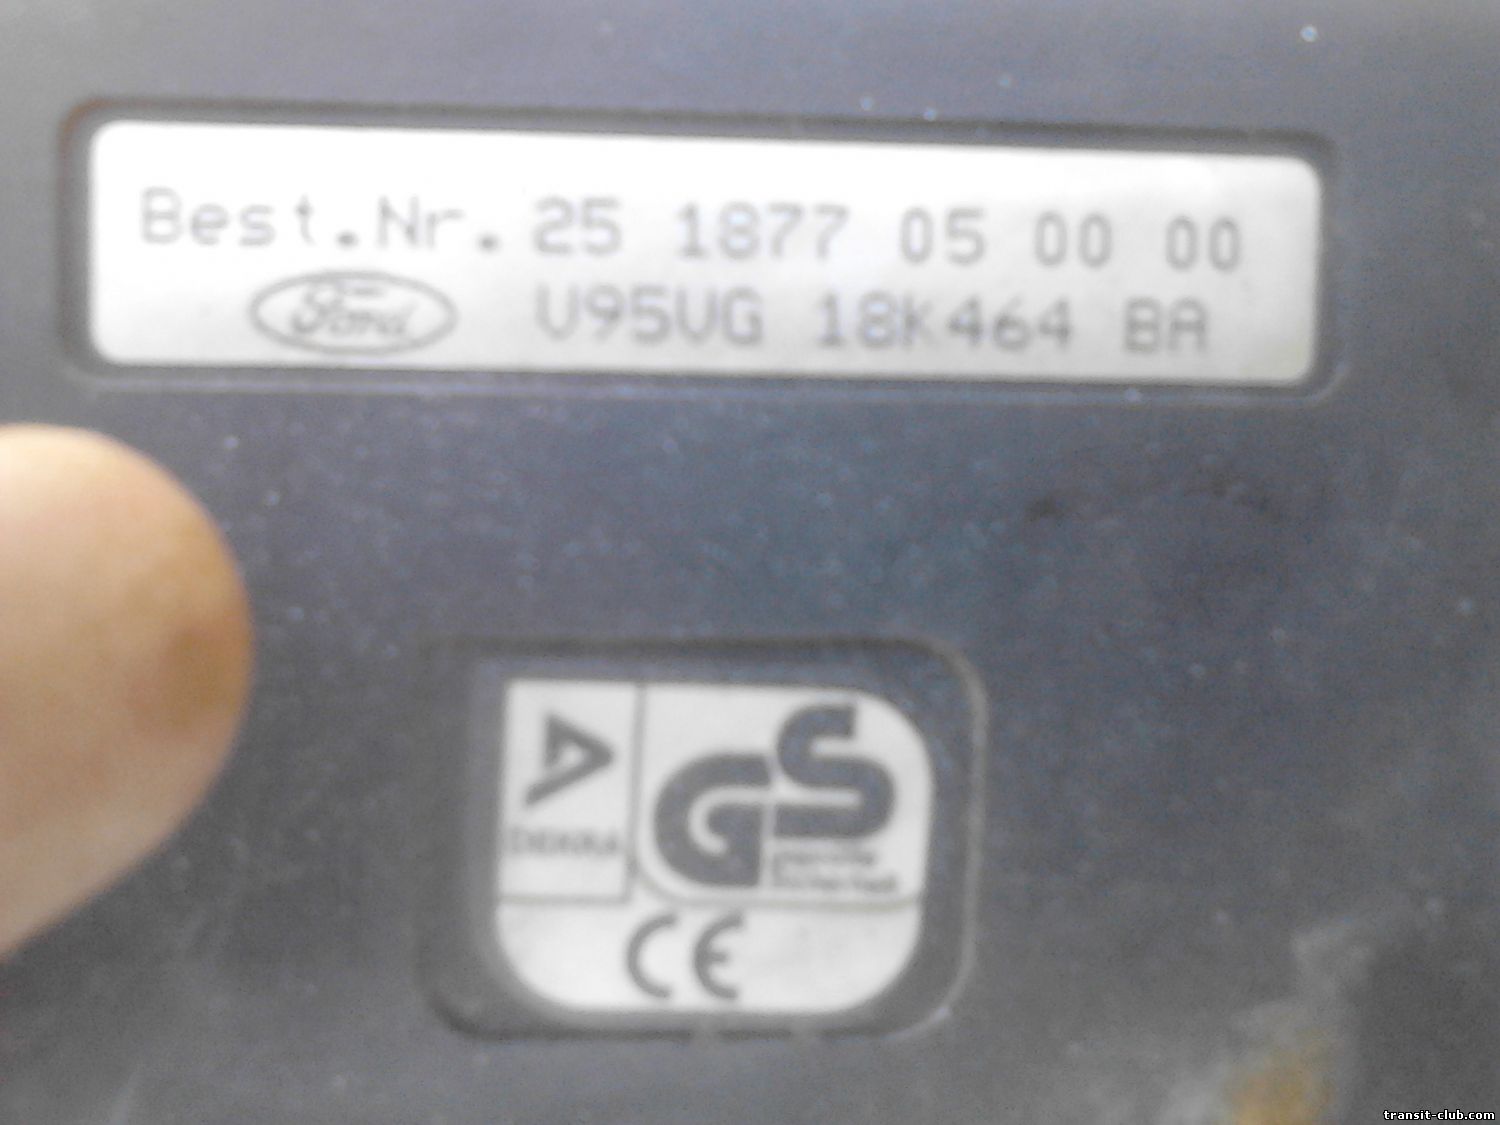 Best.Nr. 25 1877 05 00 00
Ford V95VG 18K464 BA
GS
DEKRA
CE
transit-club.com